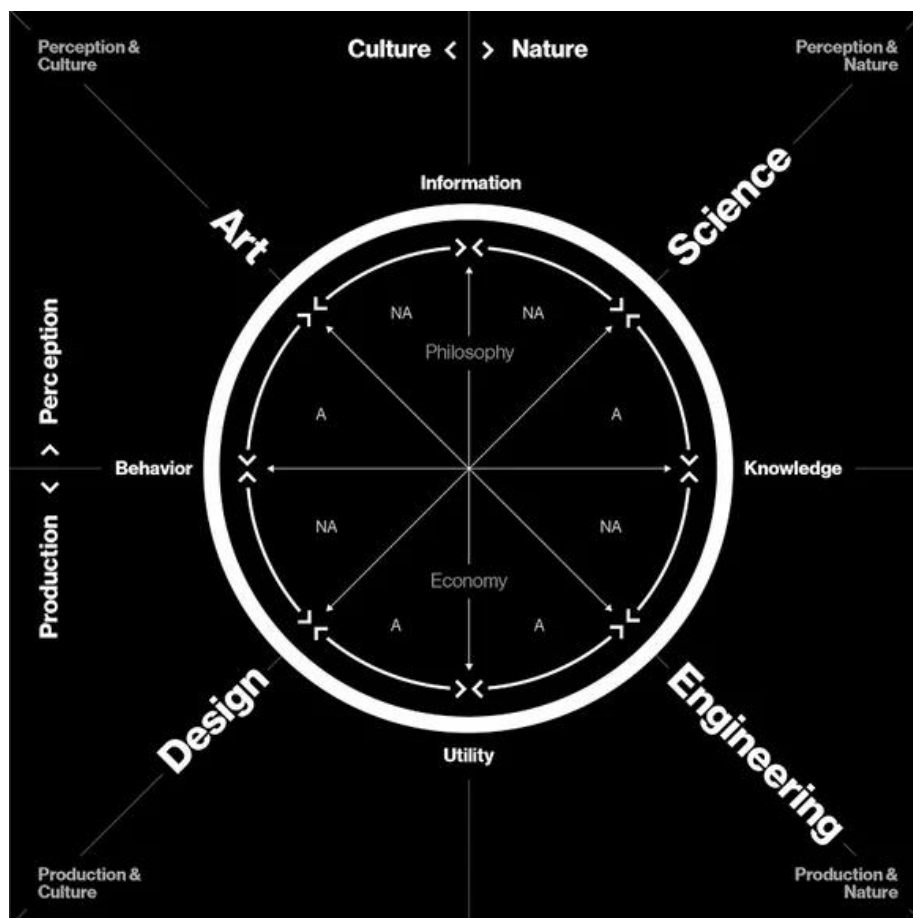 Perception &
Culture
Culture < > Nature
Perception &
Nature
Information
Art
Science
NA
NA
Philosophy
Production < > Perception
A
A
Behavior
Knowledge
NA
NA
Economy
A
A
Design
Engineering
Utility
Production &
Culture
Production &
Nature